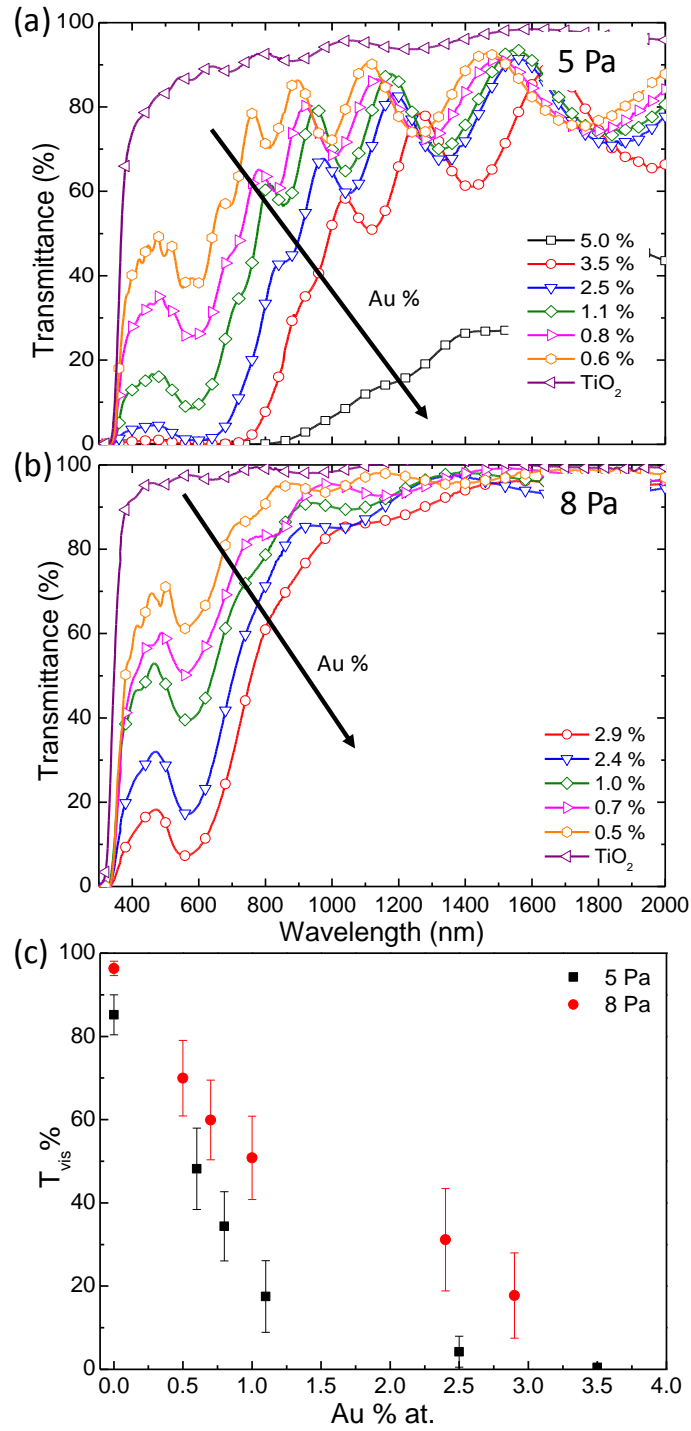 (a)
100
80
60
40
20
0
Transmittance (%)
5 Pa
Au %
5.0 %
3.5 %
2.5 %
1.1 %
0.8 %
0.6 %
TiO₂
(b)
100
80
60
40
20
0
Transmittance (%)
8 Pa
Au %
2.9 %
2.4 %
1.0 %
0.7 %
0.5 %
TiO₂
400 600 800 1000 1200 1400 1600 1800 2000
Wavelength (nm)
(c)
100
80
60
40
20
0
Tvis%
5 Pa
8 Pa
0.0 0.5 1.0 1.5 2.0 2.5 3.0 3.5 4.0
Au % at.